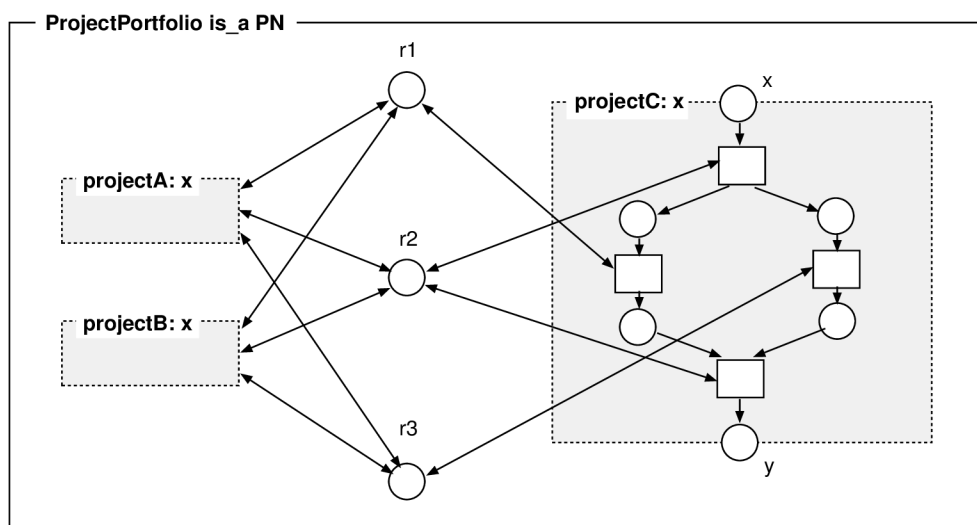 ProjectPortfolio is_a PN
r1
x
projectC: x
projectA: x
r2
projectB: x
r3
y